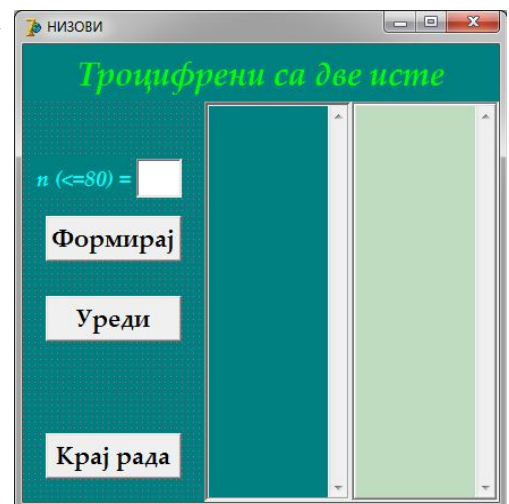 НИЗОВИ
Троцифрени са две исте
n (<=80) =
Формирај
Уреди
Крај рада